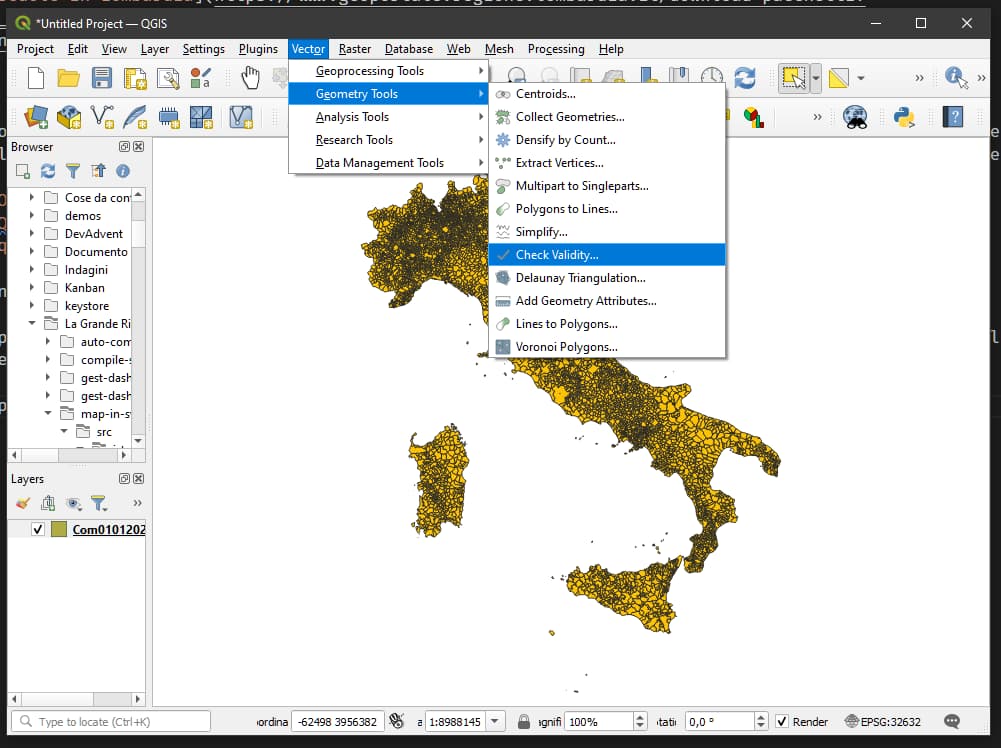 *Untitled Project — QGIS
Project Edit View Layer Settings Plugins Vector Raster Database Web Mesh Processing Help
Geoprocessing Tools
Geometry Tools
Analysis Tools
Research Tools
Data Management Tools
Centroids...
Collect Geometries...
Densify by Count...
Extract Vertices...
Multipart to Singleparts...
Polygons to Lines...
Simplify...
Check Validity...
Delaunay Triangulation...
Add Geometry Attributes...
Lines to Polygons...
Voronoi Polygons...
Browser
Cose da con
demos
DevAdvent
Documento
Indagini
Kanban
keystore
La Grande Ri
auto-com
compile-s
gest-dash
gest-dash
map-in-s
src
Layers
Com0101202
Type to locate (Ctrl+K)
ordina -62498 3956382 a 1:8988145 agnifi 100% tati 0,0 ° Render EPSG:32632